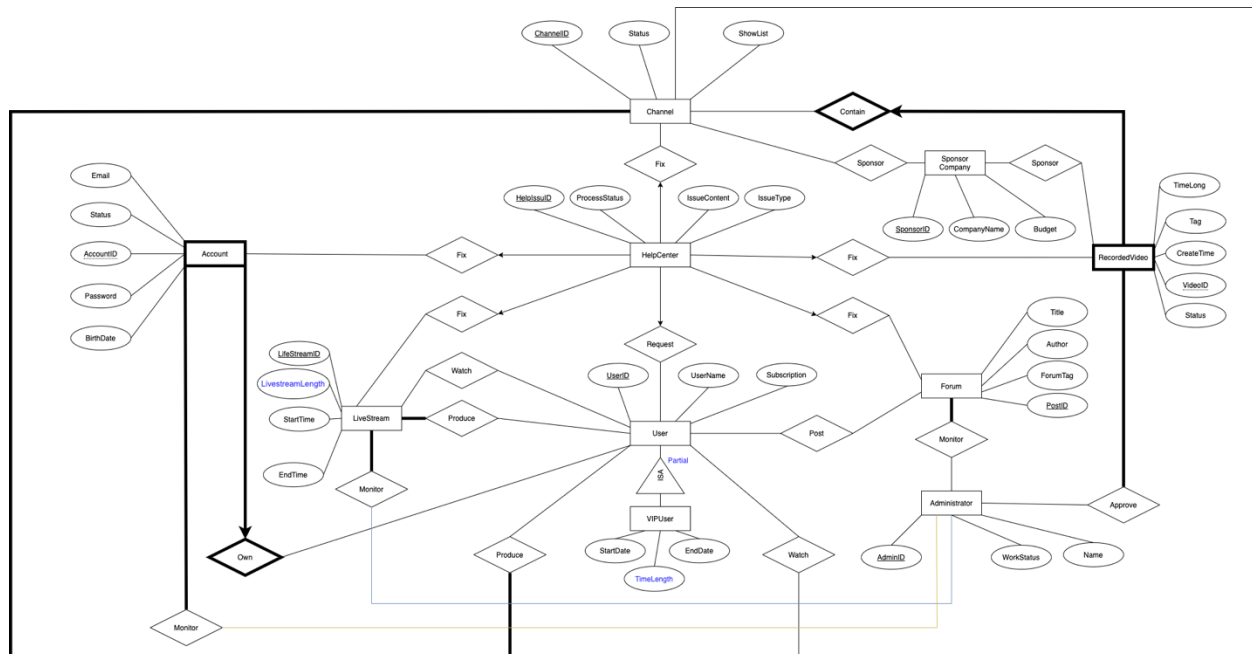 ChannelID
Status
ShowList
Channel
Contain
Fix
Sponsor
Sponsor
Company
Sponsor
Email
Status
AccountID
Password
BirthDate
Account
HelpIssuID
ProcessStatus
IssueContent
IssueType
SponsorID
CompanyName
Budget
TimeLong
Tag
CreateTime
VideoID
Status
RecordedVideo
Fix
HelpCenter
Fix
Fix
Request
Fix
LifeStreamID
LivestreamLength
StartTime
EndTime
LiveStream
Watch
Produce
UserID
UserName
Subscription
User
Post
Title
Author
ForumTag
PostID
Forum
Monitor
Monitor
Partial
ISA
VIPUser
StartDate
EndDate
TimeLength
Administrator
Approve
AdminID
WorkStatus
Name
Own
Produce
Watch
Monitor